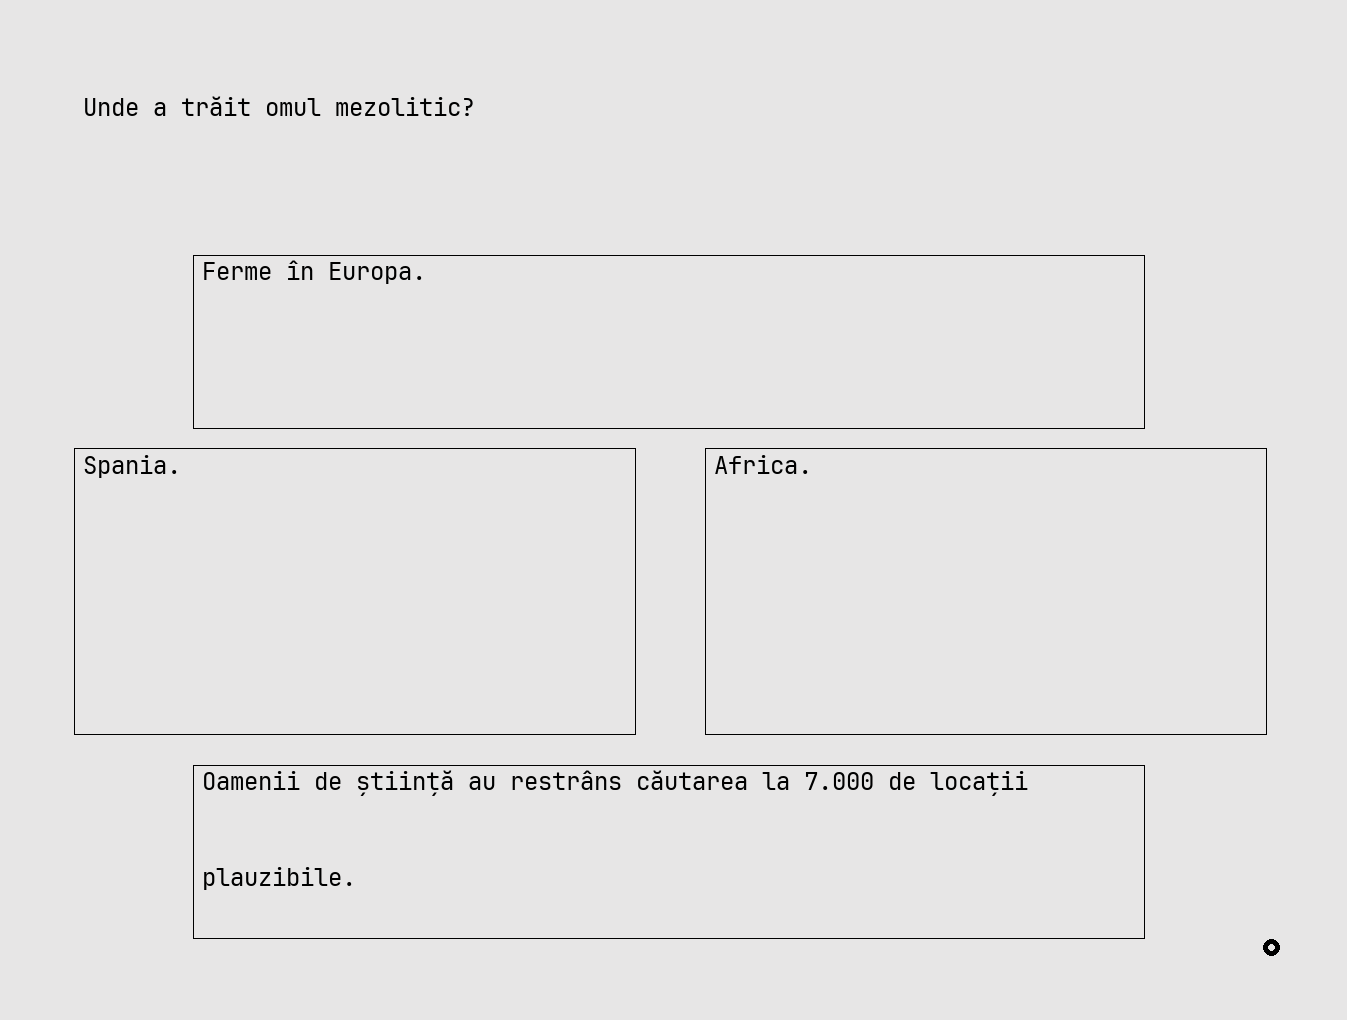 Unde a trăit omul mezolitic?
Ferme în Europa.
Spania.
Africa.
Oamenii de știință au restrâns căutarea la 7.000 de locații
plauzibile.